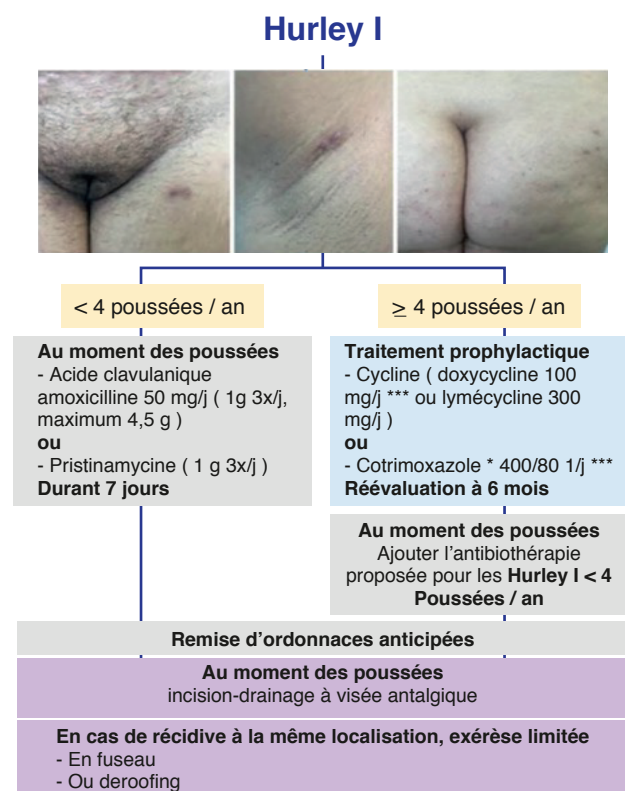 Hurley I
< 4 poussées / an
Au moment des poussées
- Acide clavulanique
amoxicilline 50 mg/j ( 1g 3x/j,
maximum 4,5 g )
ou
- Pristinamycine ( 1 g 3x/j )
Durant 7 jours
≥ 4 poussées / an
Traitement prophylactique
- Cycline ( doxycycline 100
mg/j *** ou lymécycline 300
mg/j )
ou
- Cotrimoxazole * 400/80 1/j ***
Réévaluation à 6 mois
Au moment des poussées
Ajouter l'antibiothérapie
proposée pour les Hurley I < 4
Poussées / an
Remise d'ordonnaces anticipées
Au moment des poussées
incision-drainage à visée antalgique
En cas de récidive à la même localisation, exérèse limitée
- En fuseau
- Ou deroofing